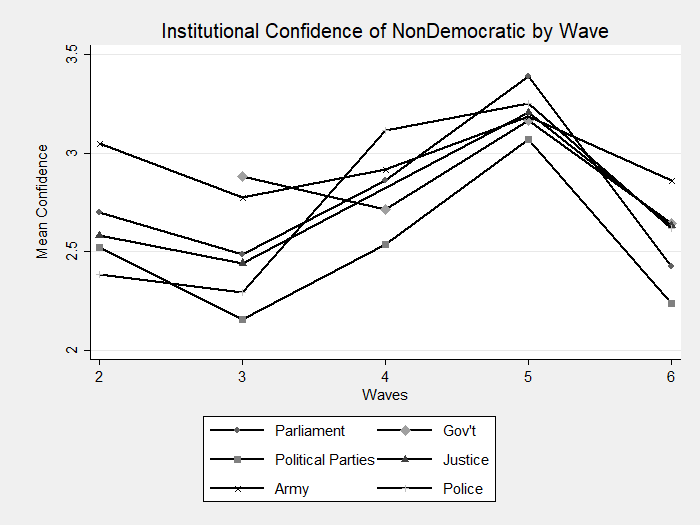 Institutional Confidence of NonDemocratic by Wave
3.5
3
2.5
2
Mean Confidence
2 3 4 5 6
Waves
Parliament Gov't
Political Parties Justice
Army Police